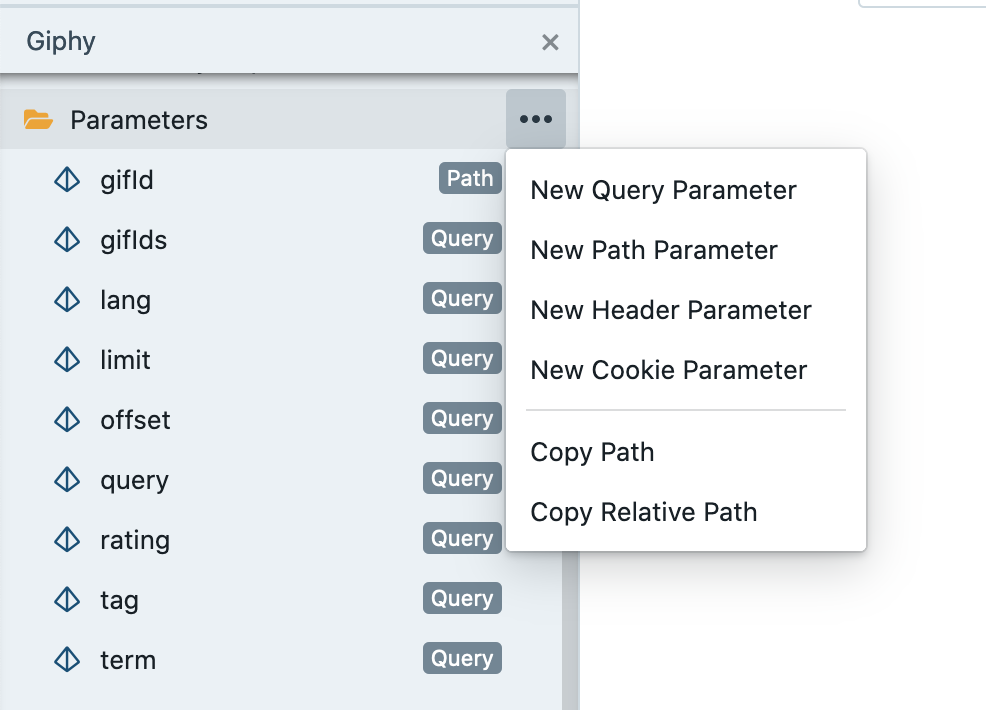 Giphy
Parameters
gifId
Path
gifIds
Query
lang
Query
limit
Query
offset
Query
query
Query
rating
Query
tag
Query
term
Query
New Query Parameter
New Path Parameter
New Header Parameter
New Cookie Parameter
Copy Path
Copy Relative Path